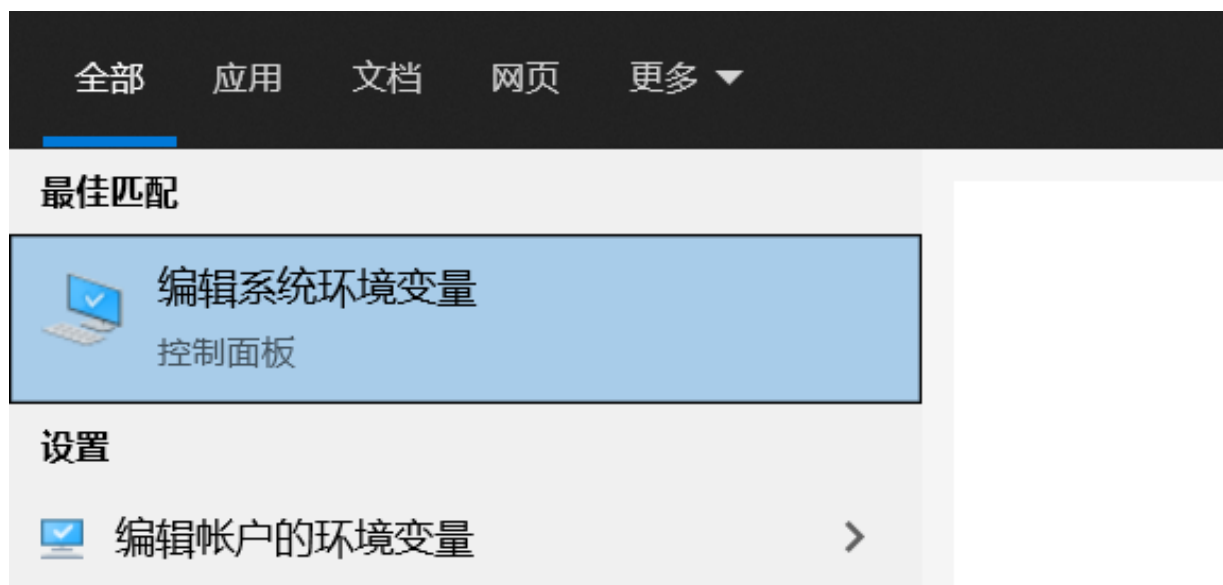 全部 应用 文档 网页 更多
最佳匹配
编辑系统环境变量
控制面板
设置
编辑帐户的环境变量